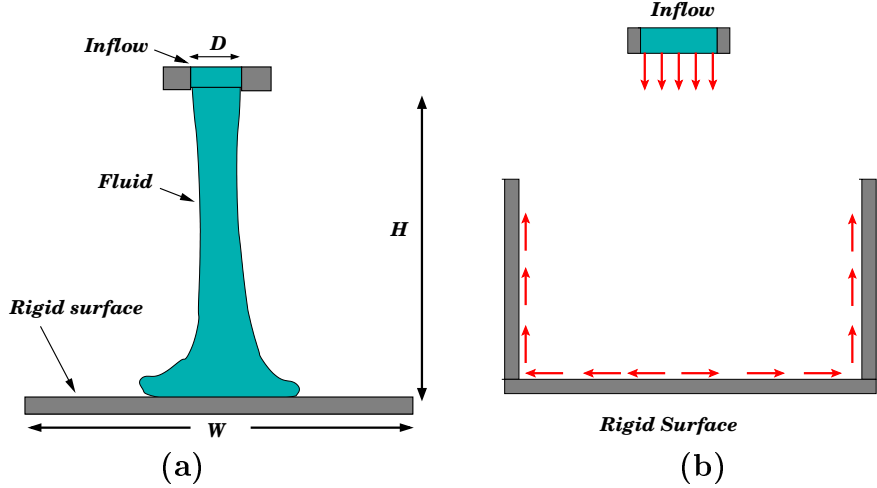 Inflow
D
Fluid
H
Rigid surface
W
(a)
Inflow
Rigid Surface
(b)